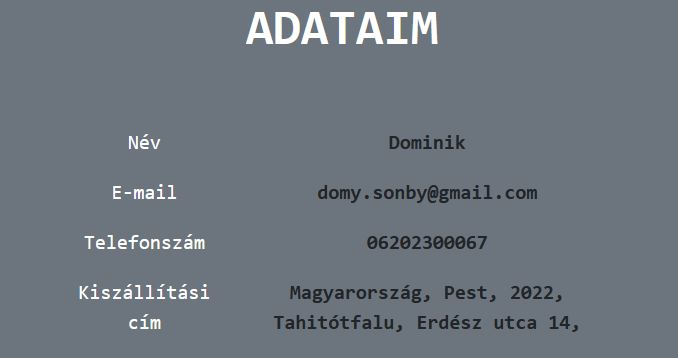 ADATAIM
Név Dominik
E-mail domy.sonby@gmail.com
Telefonszám 06202300067
Kiszállítási Magyarország, Pest, 2022,
cím Tahitótfalu, Erdész utca 14,